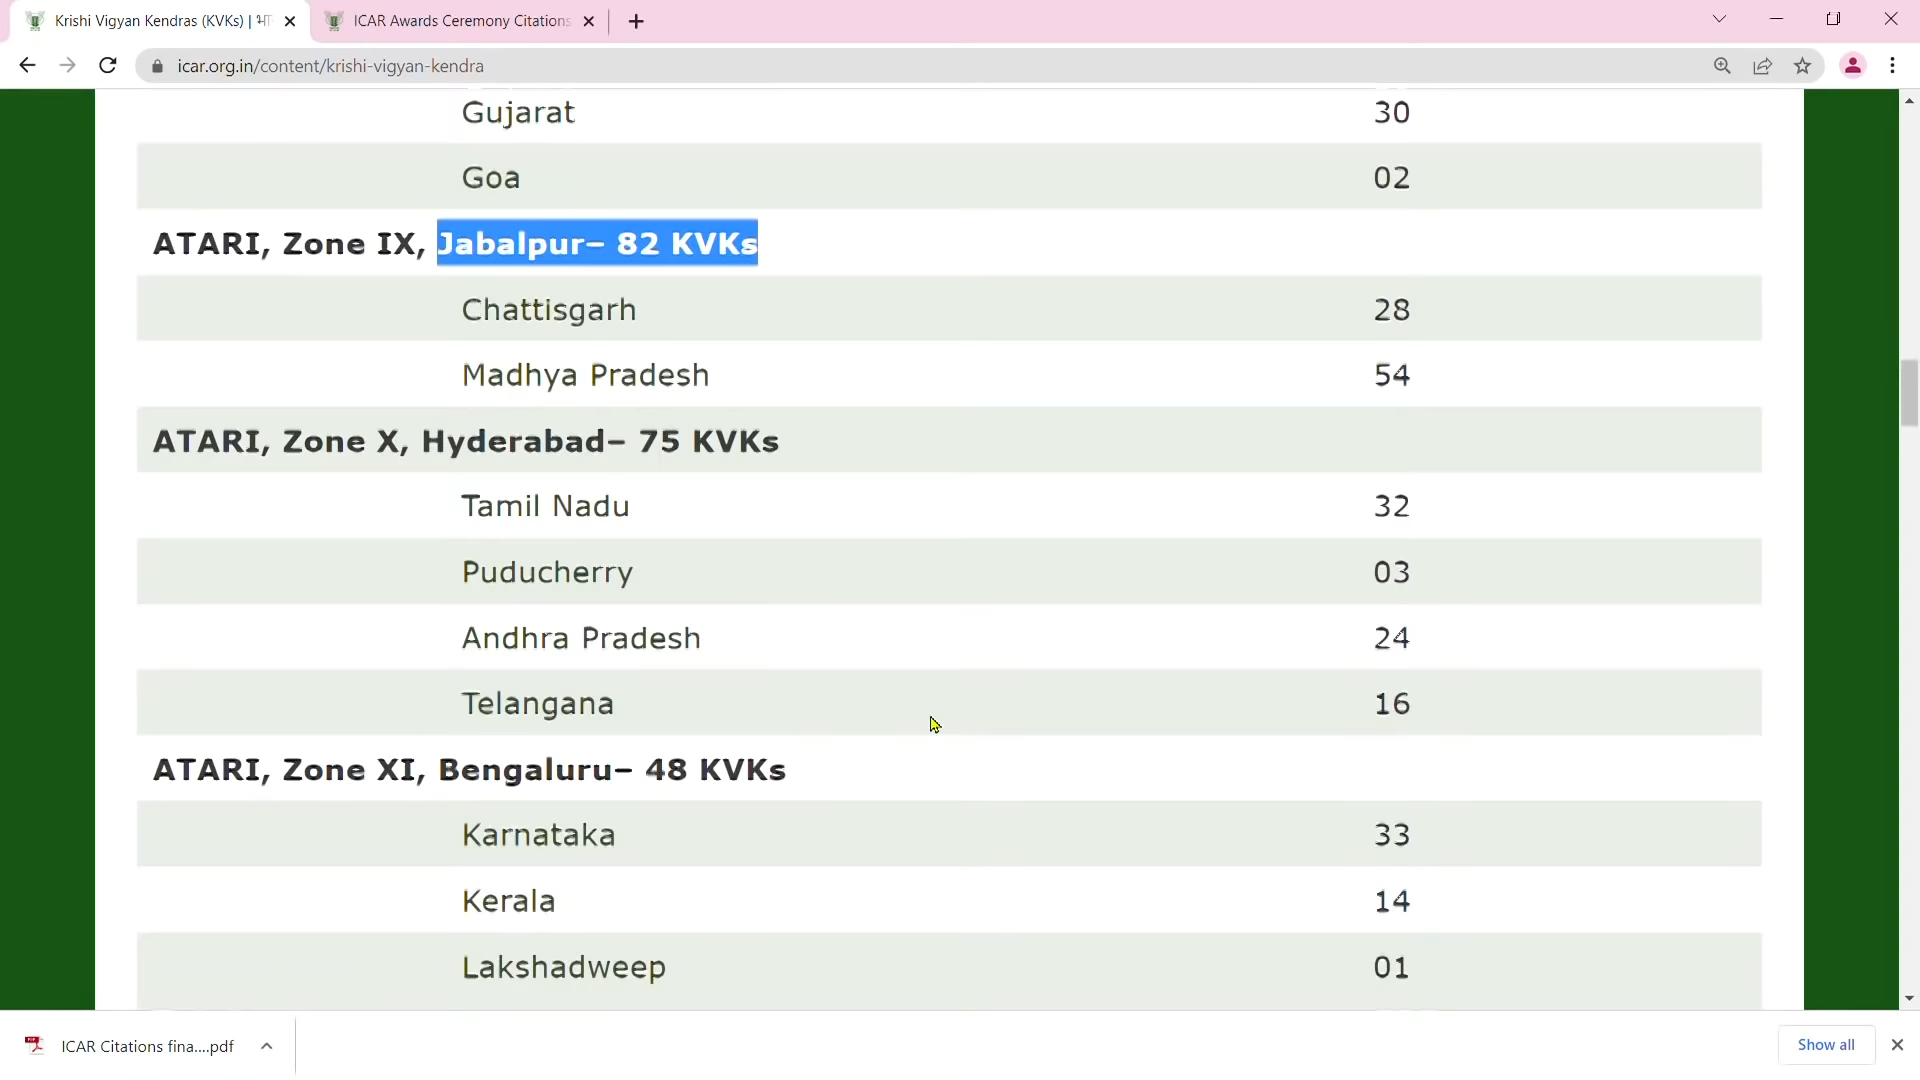 Krishi Vigyan Kendras (KVKs) |
ICAR Awards Ceremony Citations
icar.org.in/content/krishi-vigyan-kendra
Gujarat 30
Goa 02
ATARI, Zone IX, Jabalpur– 82 KVKs
Chattisgarh 28
Madhya Pradesh 54
ATARI, Zone X, Hyderabad– 75 KVKs
Tamil Nadu 32
Puducherry 03
Andhra Pradesh 24
Telangana 16
ATARI, Zone XI, Bengaluru– 48 KVKs
Karnataka 33
Kerala 14
Lakshadweep 01
ICAR Citations fina....pdf
Show all